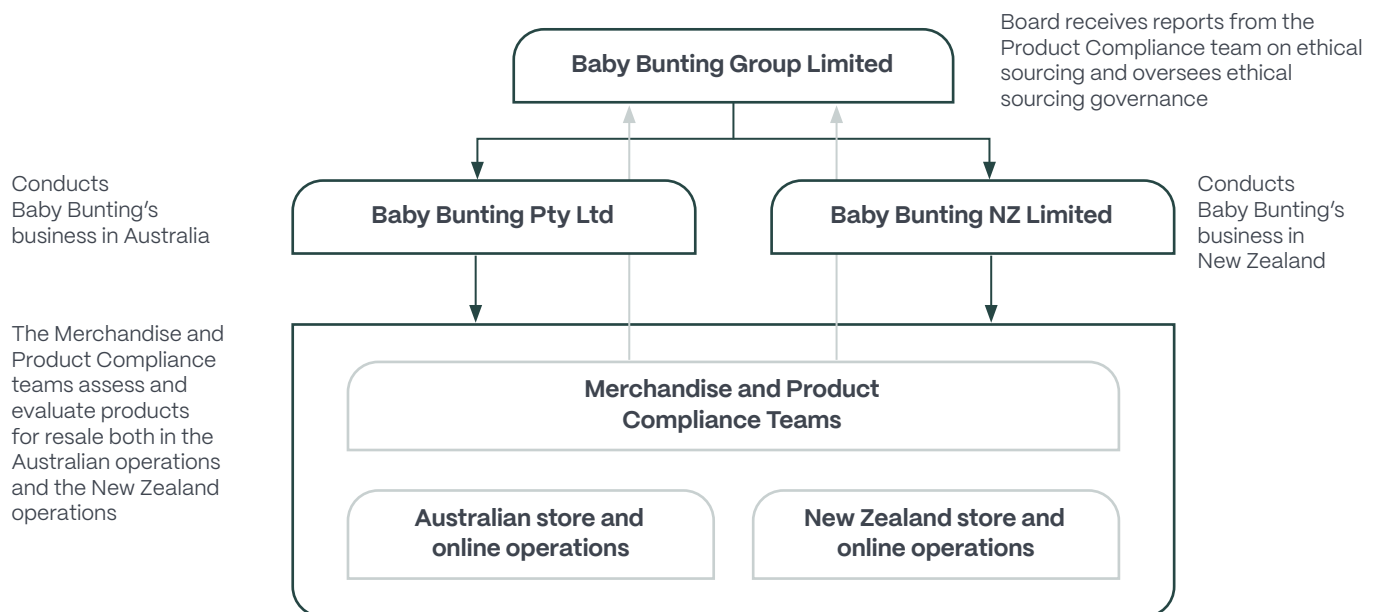 Baby Bunting Group Limited
Board receives reports from the
Product Compliance team on ethical
sourcing and oversees ethical
sourcing governance
Conducts
Baby Bunting’s
business in Australia
Baby Bunting Pty Ltd
Baby Bunting NZ Limited
Conducts
Baby Bunting’s
business in
New Zealand
The Merchandise and
Product Compliance
teams assess and
evaluate products
for resale both in the
Australian operations
and the New Zealand
operations
Merchandise and Product
Compliance Teams
Australian store and
online operations
New Zealand store and
online operations